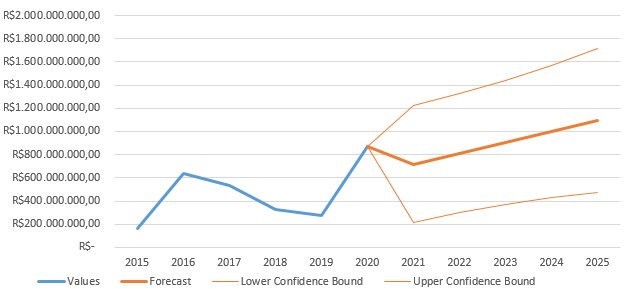 R$2.000.000.000,00
R$1.800.000.000,00
R$1.600.000.000,00
R$1.400.000.000,00
R$1.200.000.000,00
R$1.000.000.000,00
R$800.000.000,00
R$600.000.000,00
R$400.000.000,00
R$200.000.000,00
R$-
2015 2016 2017 2018 2019 2020 2021 2022 2023 2024 2025
Values Forecast Lower Confidence Bound Upper Confidence Bound